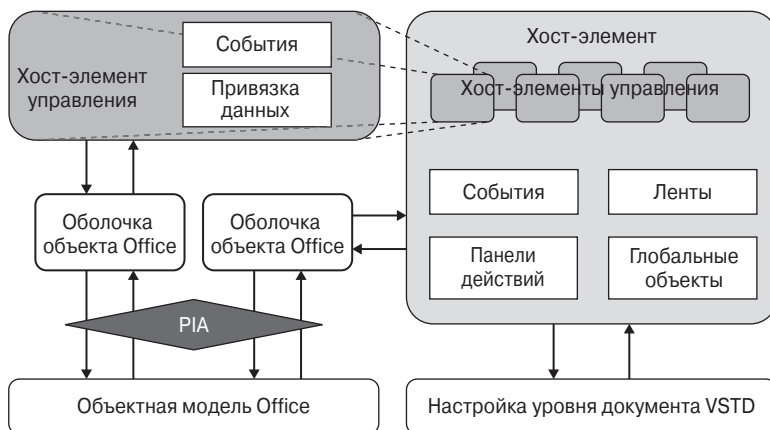 События
Хост-элемент
управления
Привязка
данных
Хост-элемент
Хост-элементы управления
События
Ленты
Панели
действий
Глобальные
объекты
Оболочка
объекта Office
Оболочка
объекта Office
PIA
Объектная модель Office
Настройка уровня документа VSTD